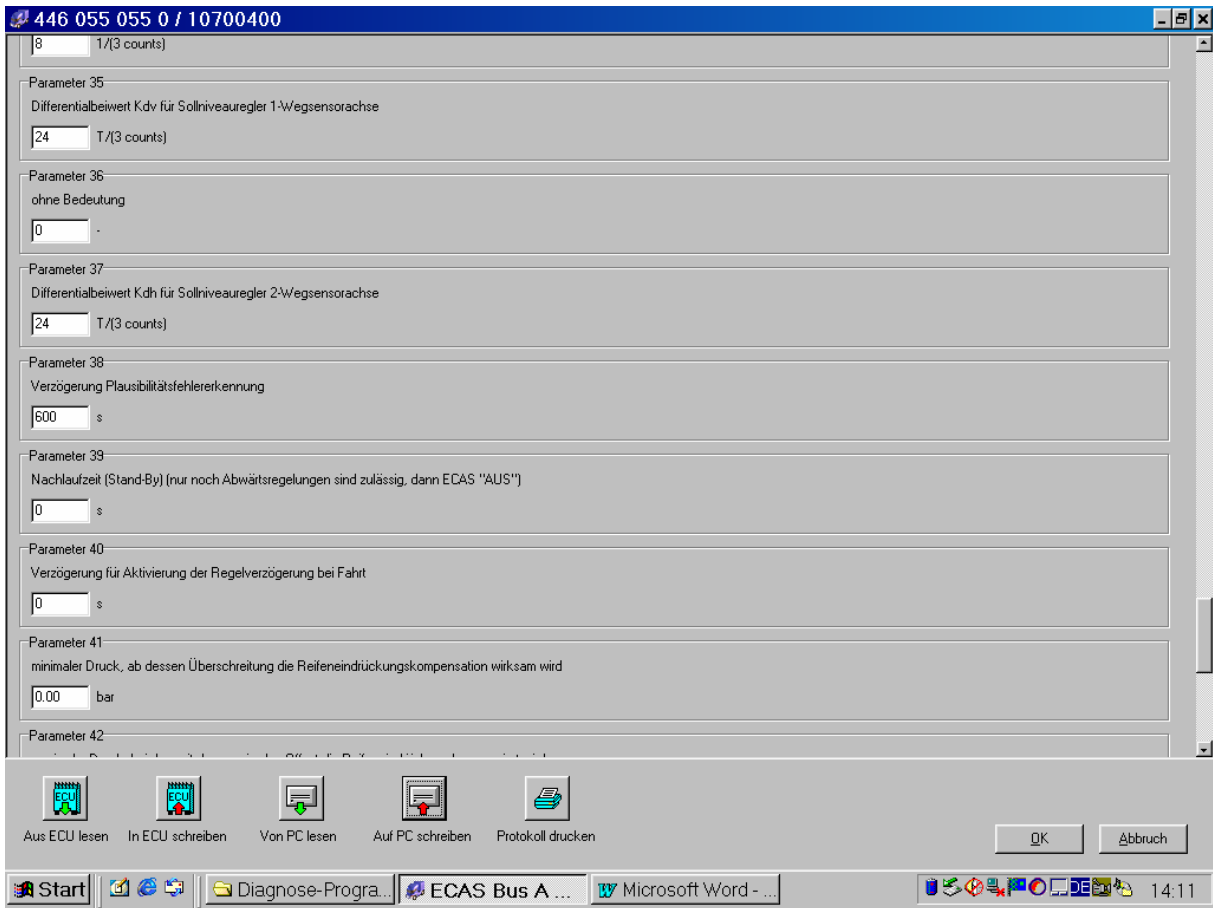 446 055 055 0 / 10700400
8 1/(3 counts)
Parameter 35
Differentialbeiwert Kdv für Sollniveauregler 1-Wegsensorachse
24 T/(3 counts)
Parameter 36
ohne Bedeutung
0 -
Parameter 37
Differentialbeiwert Kdh für Sollniveauregler 2-Wegsensorachse
24 T/(3 counts)
Parameter 38
Verzögerung Plausibilitätsfehlererkennung
600 s
Parameter 39
Nachlaufzeit (Stand-By) (nur noch Abwärtsregelungen sind zulässig, dann ECAS "AUS")
0 s
Parameter 40
Verzögerung für Aktivierung der Regelverzögerung bei Fahrt
0 s
Parameter 41
minimaler Druck, ab dessen Überschreitung die Reifeneindrückungskompensation wirksam wird
0.00 bar
Parameter 42
ECU ECU
Aus ECU lesen In ECU schreiben Von PC lesen Auf PC schreiben Protokoll drucken
OK Abbruch
Start Diagnose-Progra... ECAS Bus A ... Microsoft Word - ... DE 14:11